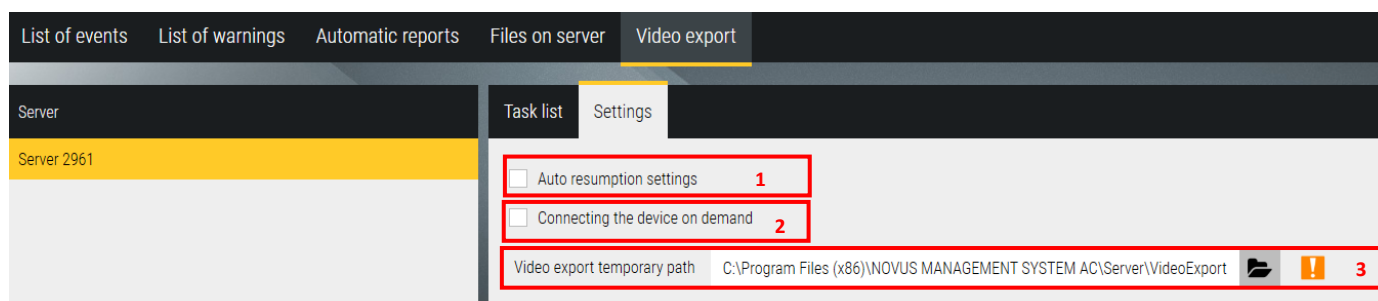 List of events List of warnings Automatic reports Files on server Video export
Server
Task list Settings
Server 2961
Auto resumption settings 1
Connecting the device on demand 2
Video export temporary path C:\Program Files (x86)\NOVUS MANAGEMENT SYSTEM AC\Server\VideoExport ! 3